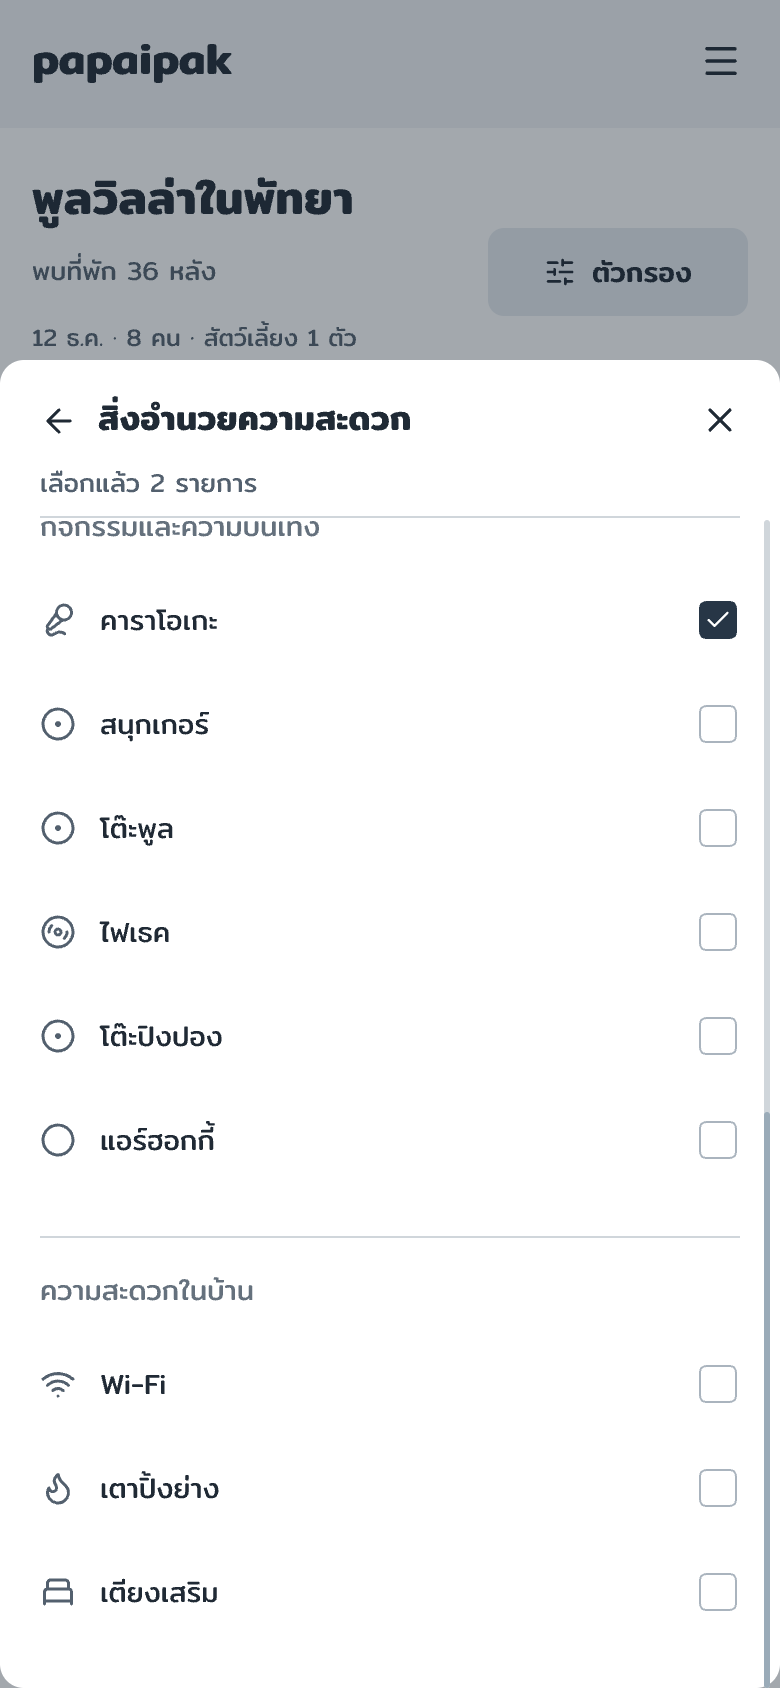 papaipak
พูลวิลล่าในพัทยา
พบที่พัก 36 หลัง
ตัวกรอง
12 ธ.ค. · 8 คน · สัตว์เลี้ยง 1 ตัว
สิ่งอำนวยความสะดวก
เลือกแล้ว 2 รายการ
กิจกรรมและความบันเทิง
คาราโอเกะ
สนุกเกอร์
โต๊ะพูล
ไฟเธค
โต๊ะปิงปอง
แอร์ฮอกกี้
ความสะดวกในบ้าน
Wi-Fi
เตาปิ้งย่าง
เตียงเสริม